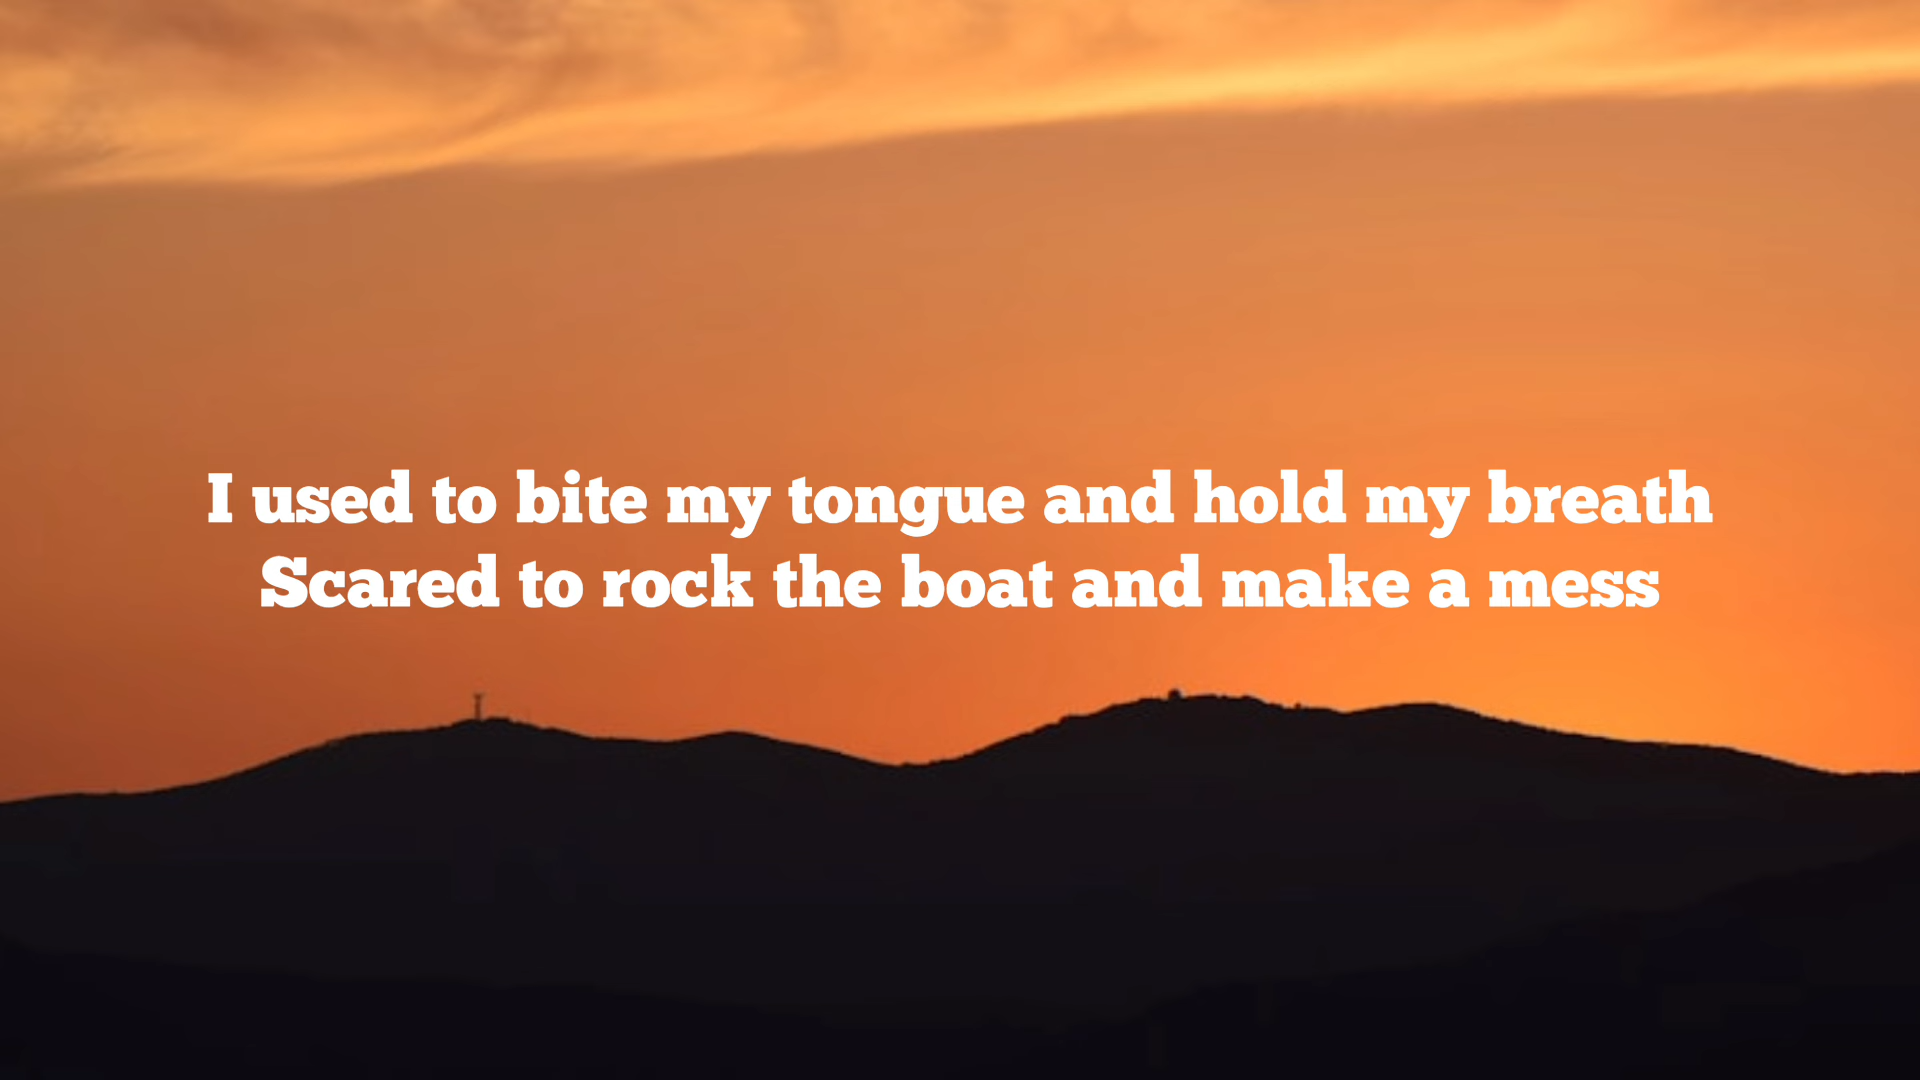 I used to bite my tongue and hold my breath
Scared to rock the boat and make a mess